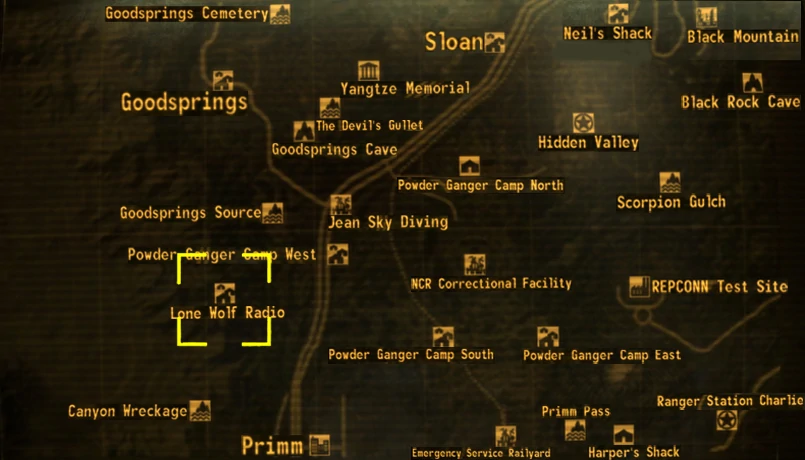 Goodsprings Cemetery
Sloan
Neil's Shack
Black Mountain
Yangtze Memorial
Goodsprings
Black Rock Cave
The Devil's Gullet
Goodsprings Cave
Hidden Valley
Powder Ganger Camp North
Scorpion Gulch
Goodsprings Source
Jean Sky Diving
Powder Ganger Camp West
NCR Correctional Facility
REPCONN Test Site
Lone Wolf Radio
Powder Ganger Camp South
Powder Ganger Camp East
Ranger Station Charlie
Canyon Wreckage
Primm Pass
Primm
Emergency Service Railyard
Harper's Shack